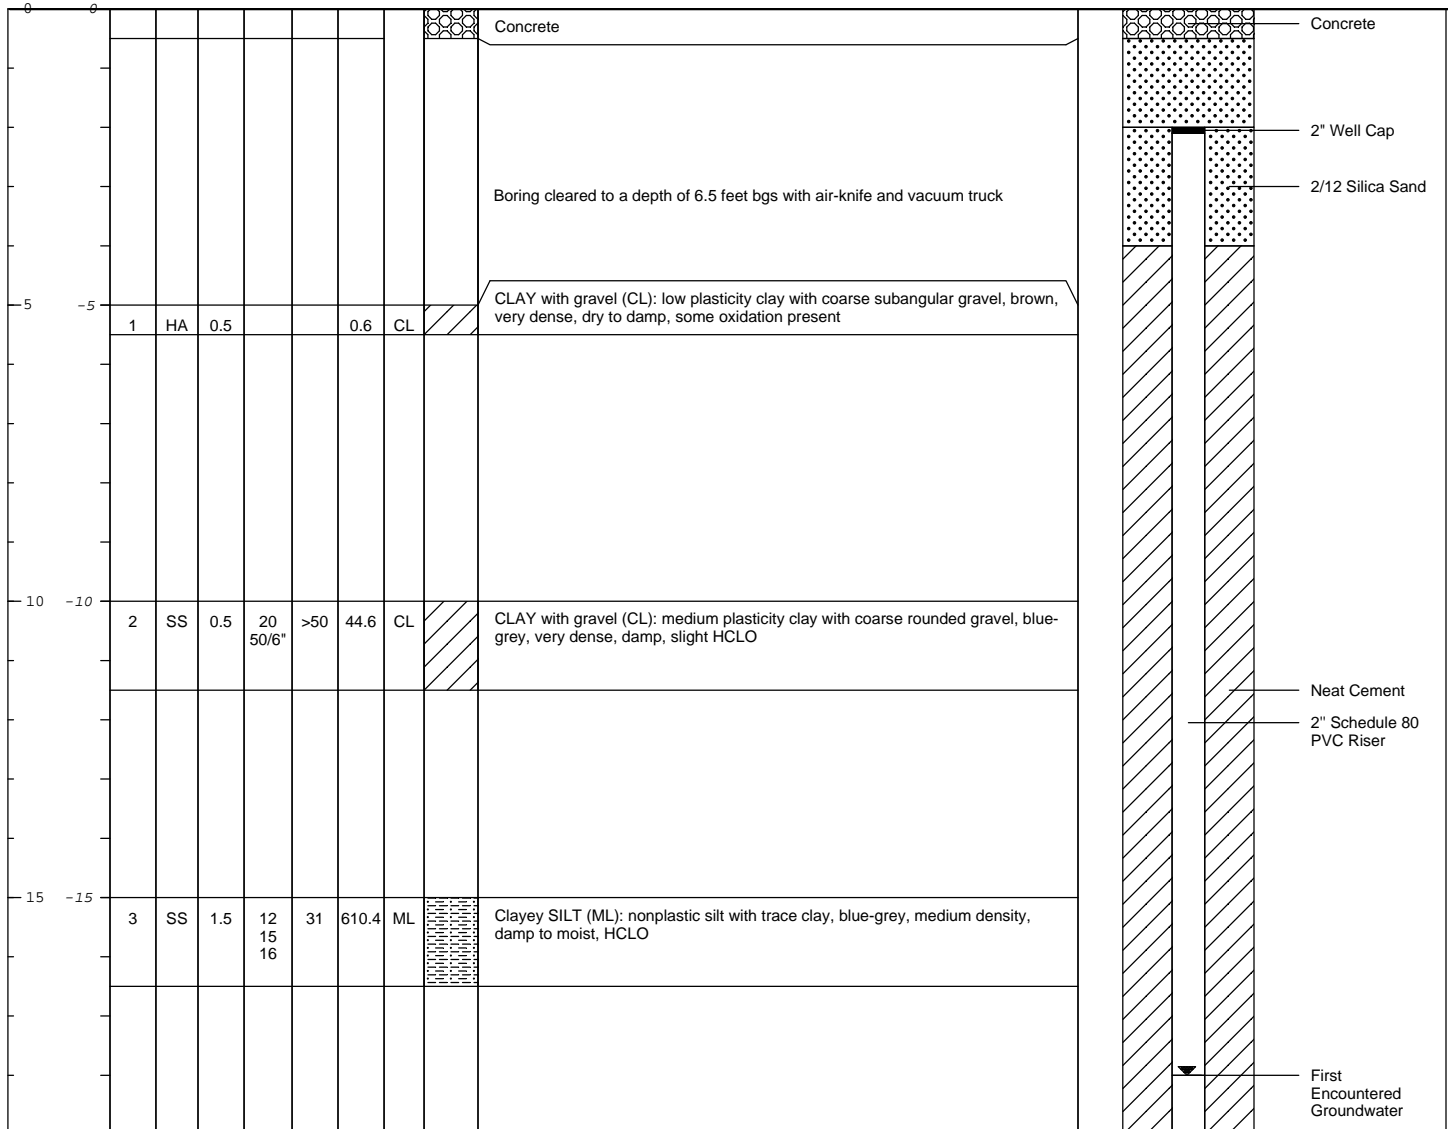 0 0
Concrete
Concrete
2" Well Cap
Boring cleared to a depth of 6.5 feet bgs with air-knife and vacuum truck
2/12 Silica Sand
5 -5
1 HA 0.5 0.6 CL
CLAY with gravel (CL): low plasticity clay with coarse subangular gravel, brown,
very dense, dry to damp, some oxidation present
10 -10
2 SS 0.5 20 >50 44.6 CL
50/6"
CLAY with gravel (CL): medium plasticity clay with coarse rounded gravel, blue-
grey, very dense, damp, slight HCLO
Neat Cement
2" Schedule 80
PVC Riser
15 -15
3 SS 1.5 12 31 610.4 ML
15
16
Clayey SILT (ML): nonplastic silt with trace clay, blue-grey, medium density,
damp to moist, HCLO
First
Encountered
Groundwater